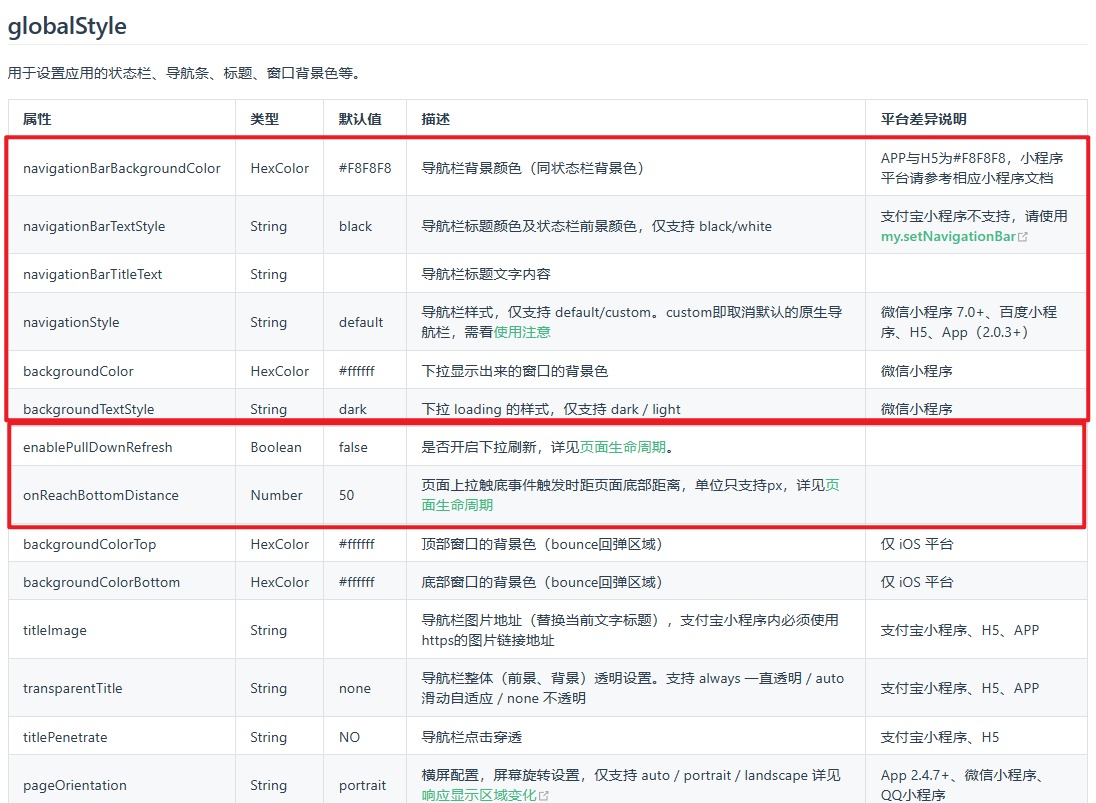 globalStyle
用于设置应用的状态栏、导航条、标题、窗口背景色等。
属性 类型 默认值 描述 平台差异说明
navigationBarBackgroundColor HexColor #F8F8F8 导航栏背景颜色（同状态栏背景色） APP与H5为#F8F8F8，小程序
平台请参考相应小程序文档
navigationBarTextStyle String black 导航栏标题颜色及状态栏前景颜色，仅支持 black/white 支付宝小程序不支持，请使用
my.setNavigationBar
navigationBarTitleText String 导航栏标题文字内容
navigationStyle String default 导航栏样式，仅支持 default/custom。custom即取消默认的原生导
航栏，需看使用注意 微信小程序 7.0+、百度小程
序、H5、App（2.0.3+）
backgroundColor HexColor #ffffff 下拉显示出来的窗口的背景色 微信小程序
backgroundTextStyle String dark 下拉 loading 的样式，仅支持 dark / light 微信小程序
enablePullDownRefresh Boolean false 是否开启下拉刷新，详见页面生命周期。
onReachBottomDistance Number 50 页面上拉触底事件触发时距页面底部距离，单位只支持px，详见页
面生命周期
backgroundColorTop HexColor #ffffff 顶部窗口的背景色（bounce回弹区域） 仅 iOS 平台
backgroundColorBottom HexColor #ffffff 底部窗口的背景色（bounce回弹区域） 仅 iOS 平台
titleImage String 导航栏图片地址（替换当前文字标题），支付宝小程序内必须使用
https的图片链接地址 支付宝小程序、H5、APP
transparentTitle String none 导航栏整体（前景、背景）透明设置。支持 always 一直透明 / auto
滑动自适应 / none 不透明 支付宝小程序、H5、APP
titlePenetrate String NO 导航栏点击穿透 支付宝小程序、H5
pageOrientation String portrait 横屏配置，屏幕旋转设置，仅支持 auto / portrait / landscape 详见
响应显示区域变化 App 2.4.7+、微信小程序、
QQ小程序